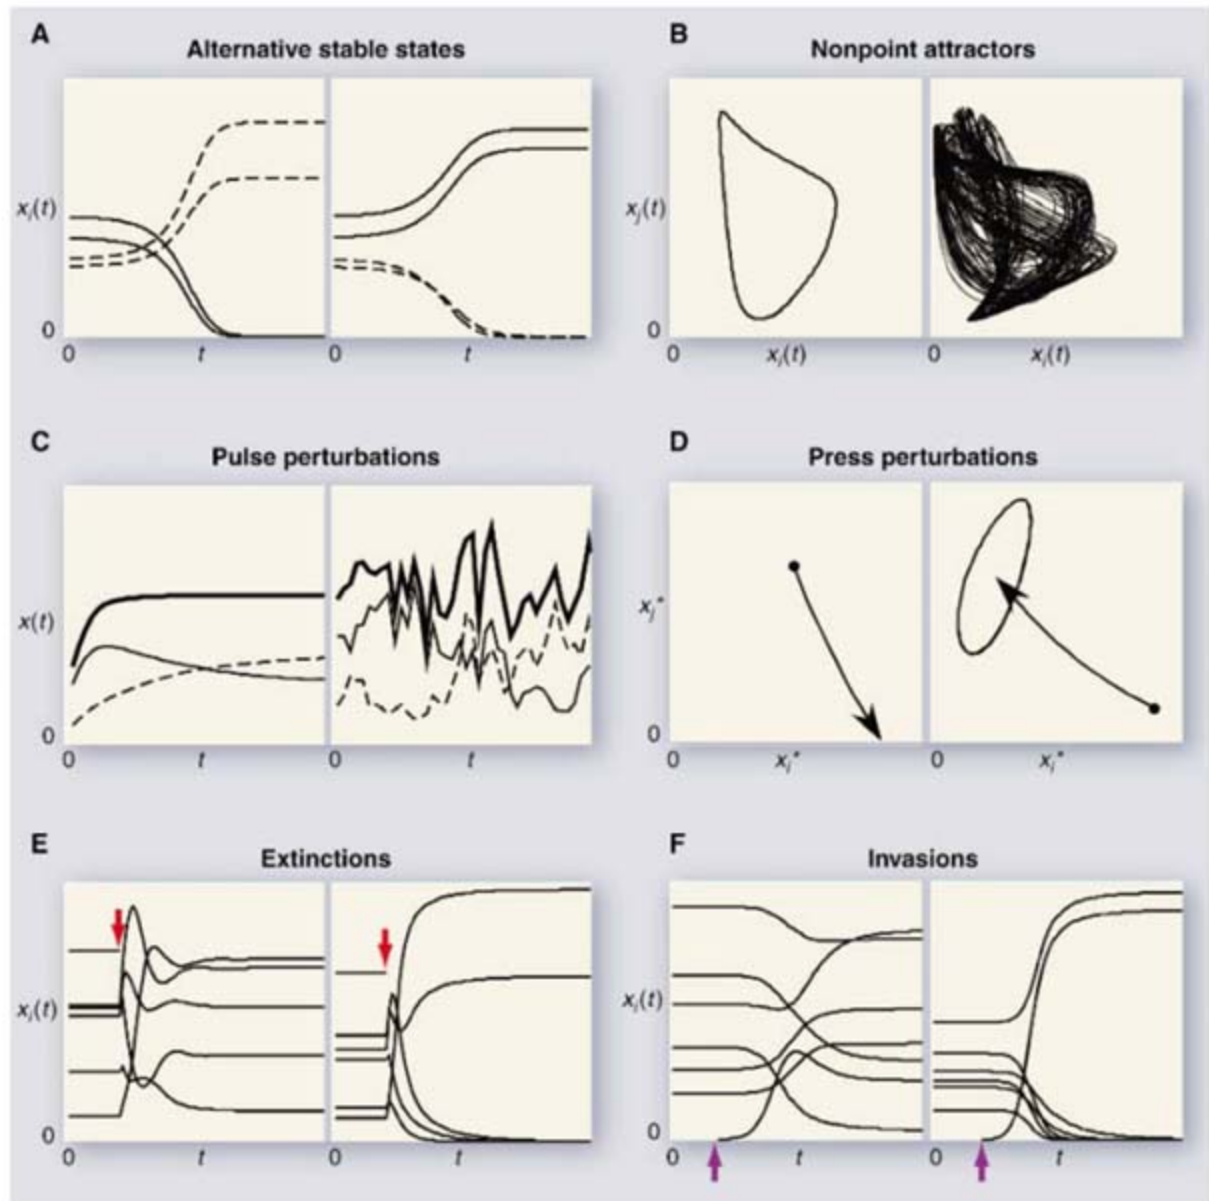 A
Alternative stable states
xᵢ(t)
0
0 t
0 t
B
Nonpoint attractors
xⱼ(t)
0
0 xᵢ(t)
0 xᵢ(t)
C
Pulse perturbations
x(t)
0
0 t
0 t
D
Press perturbations
xⱼ*
0
0 xᵢ*
0 xᵢ*
E
Extinctions
xᵢ(t)
0
0 t
0 t
F
Invasions
xᵢ(t)
0
0 t
0 t